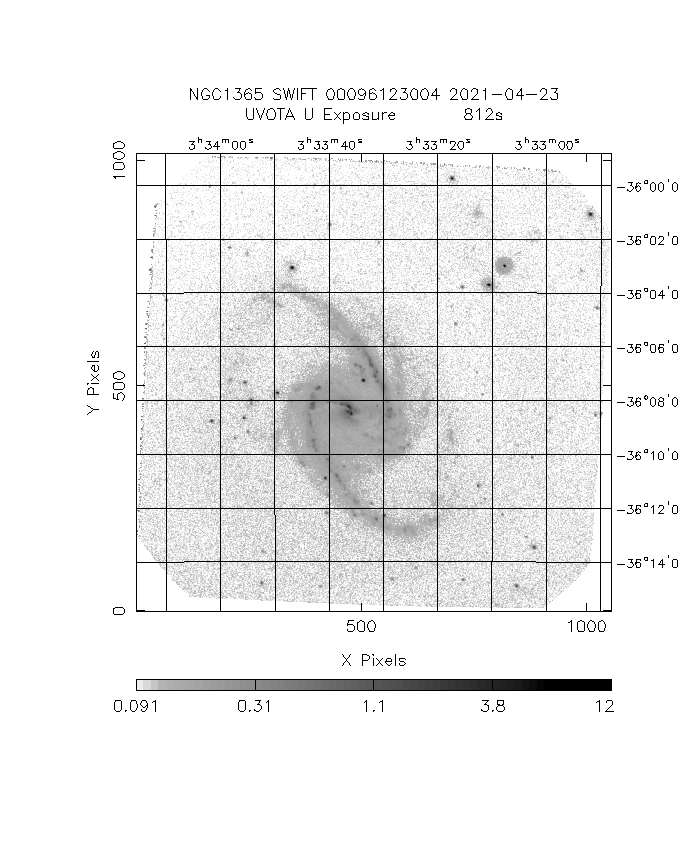 NGC1365 SWIFT 00096123004 2021-04-23
UVOTA U Exposure 812s
3ʰ34ᵐ00ˢ 3ʰ33ᵐ40ˢ 3ʰ33ᵐ20ˢ 3ʰ33ᵐ00ˢ
1000
-36°00'0
-36°02'0
-36°04'0
-36°06'0
Y Pixels
500
-36°08'0
-36°10'0
-36°12'0
-36°14'0
0
500 1000
X Pixels
0.091 0.31 1.1 3.8 12